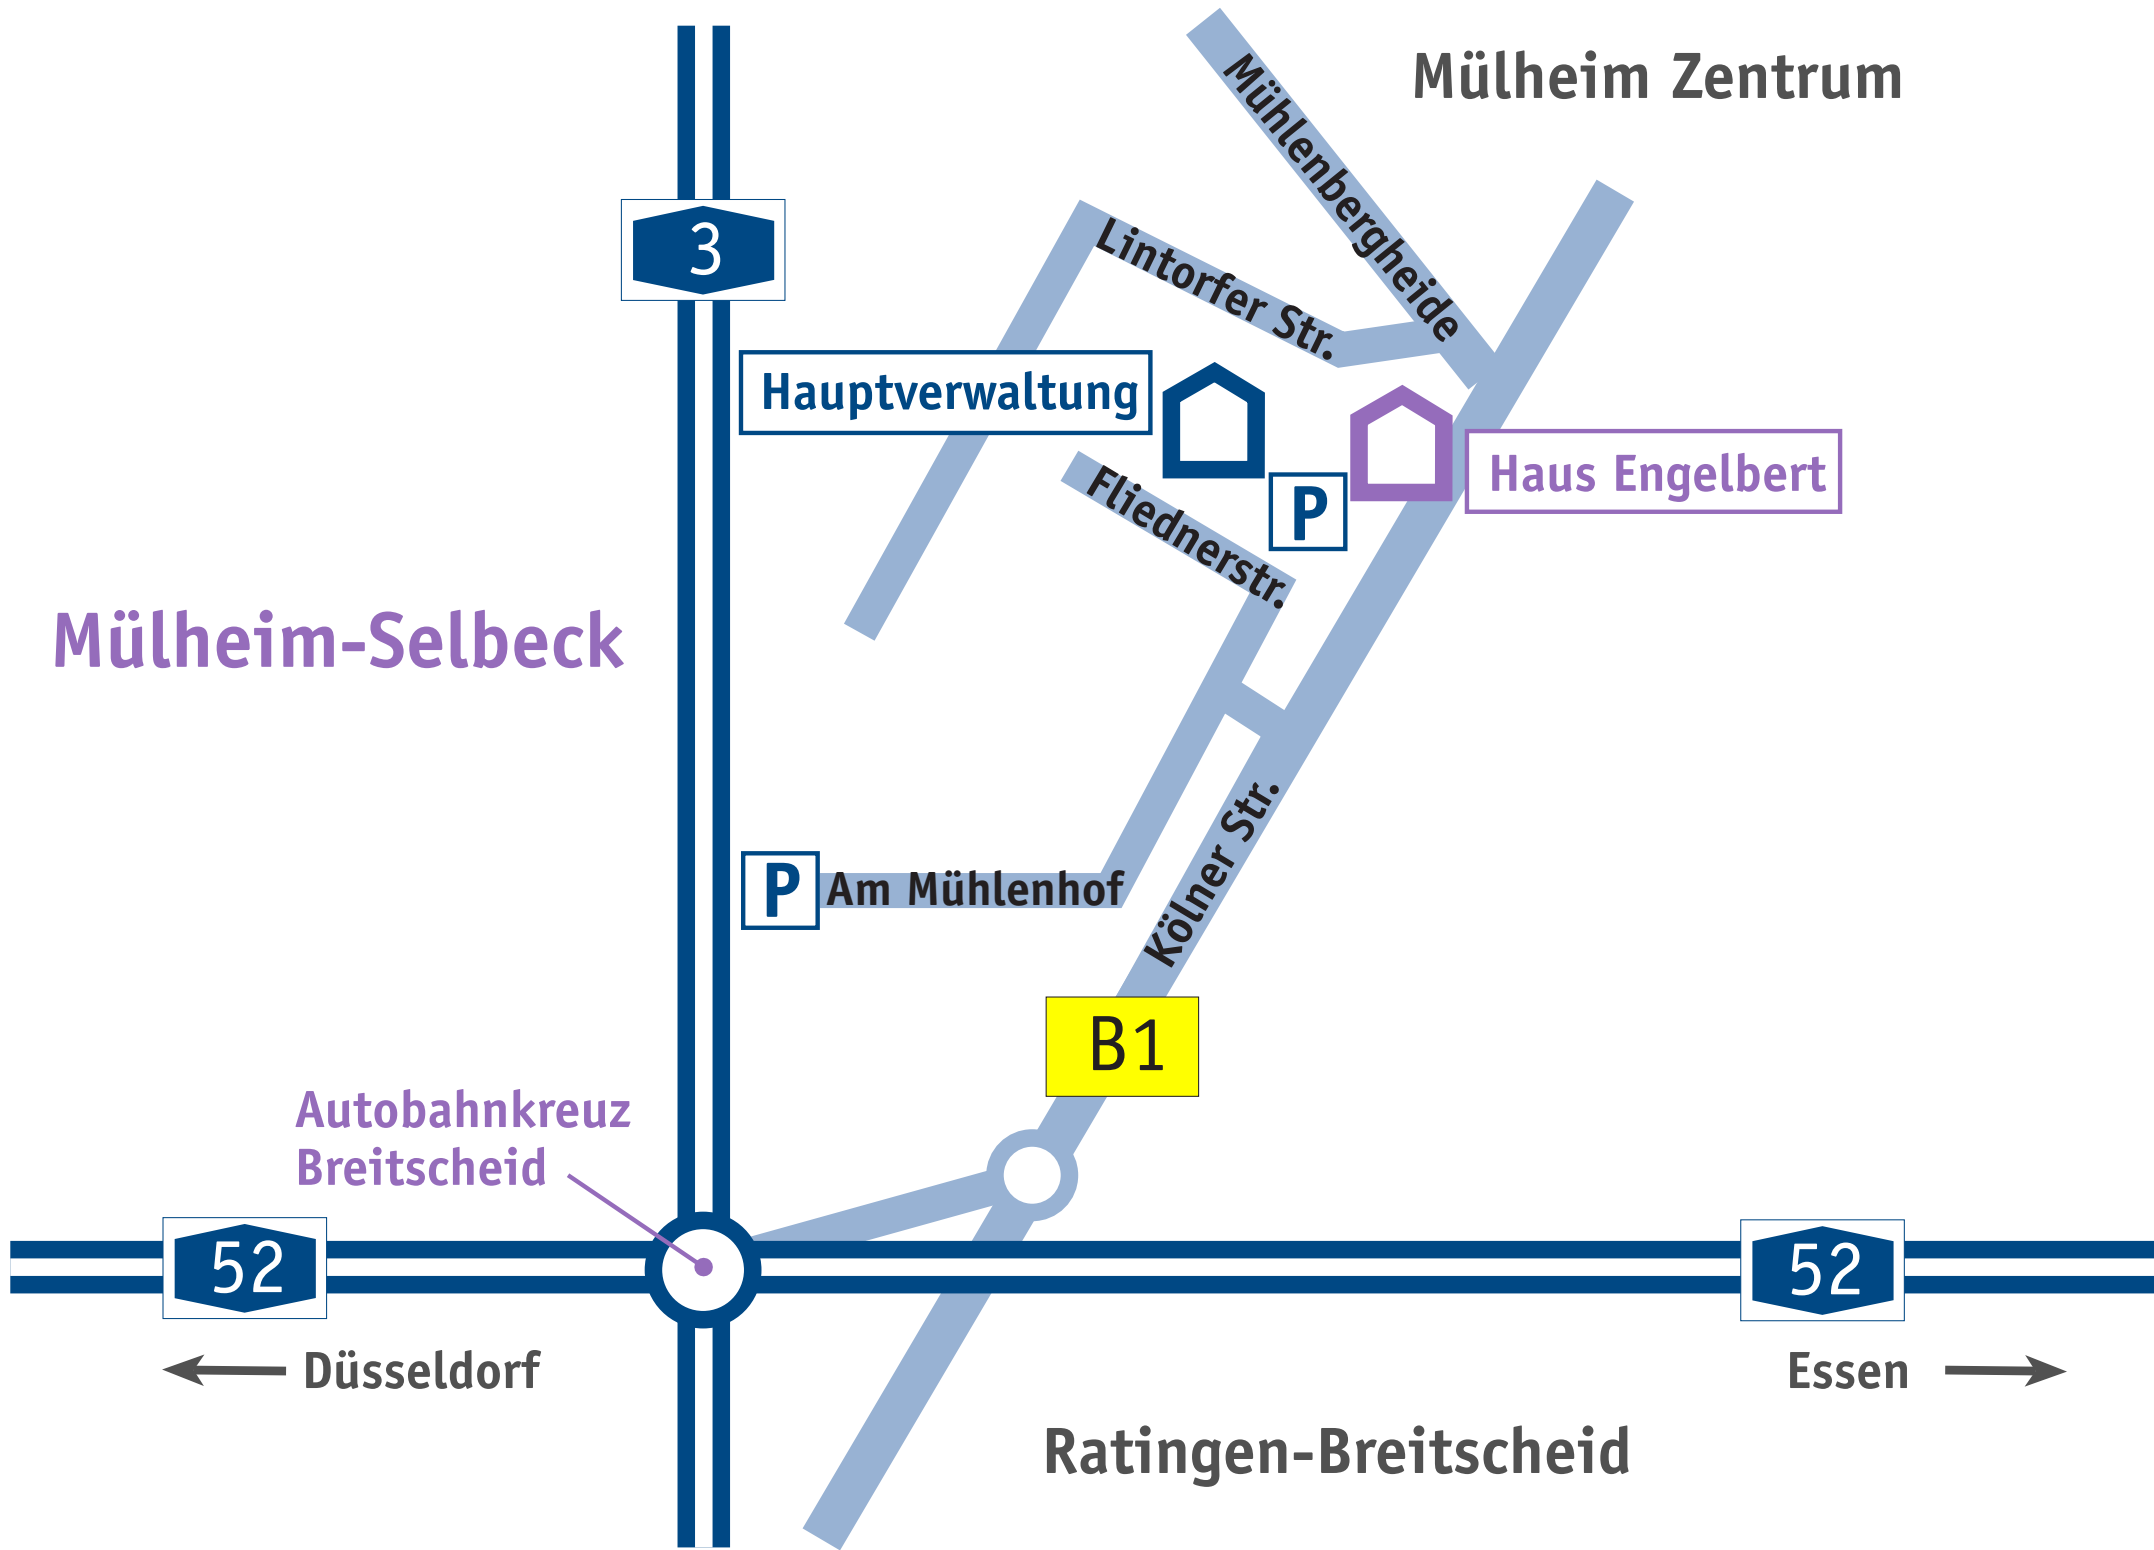 Mülheim Zentrum
Mühlenbergheide
3
Lintorfer Str.
Hauptverwaltung
Haus Engelbert
P
Fliednerstr.
Mülheim-Selbeck
P
Am Mühlenhof
Kölner Str.
B1
Autobahnkreuz
Breitscheid
52
52
Düsseldorf
Essen
Ratingen-Breitscheid